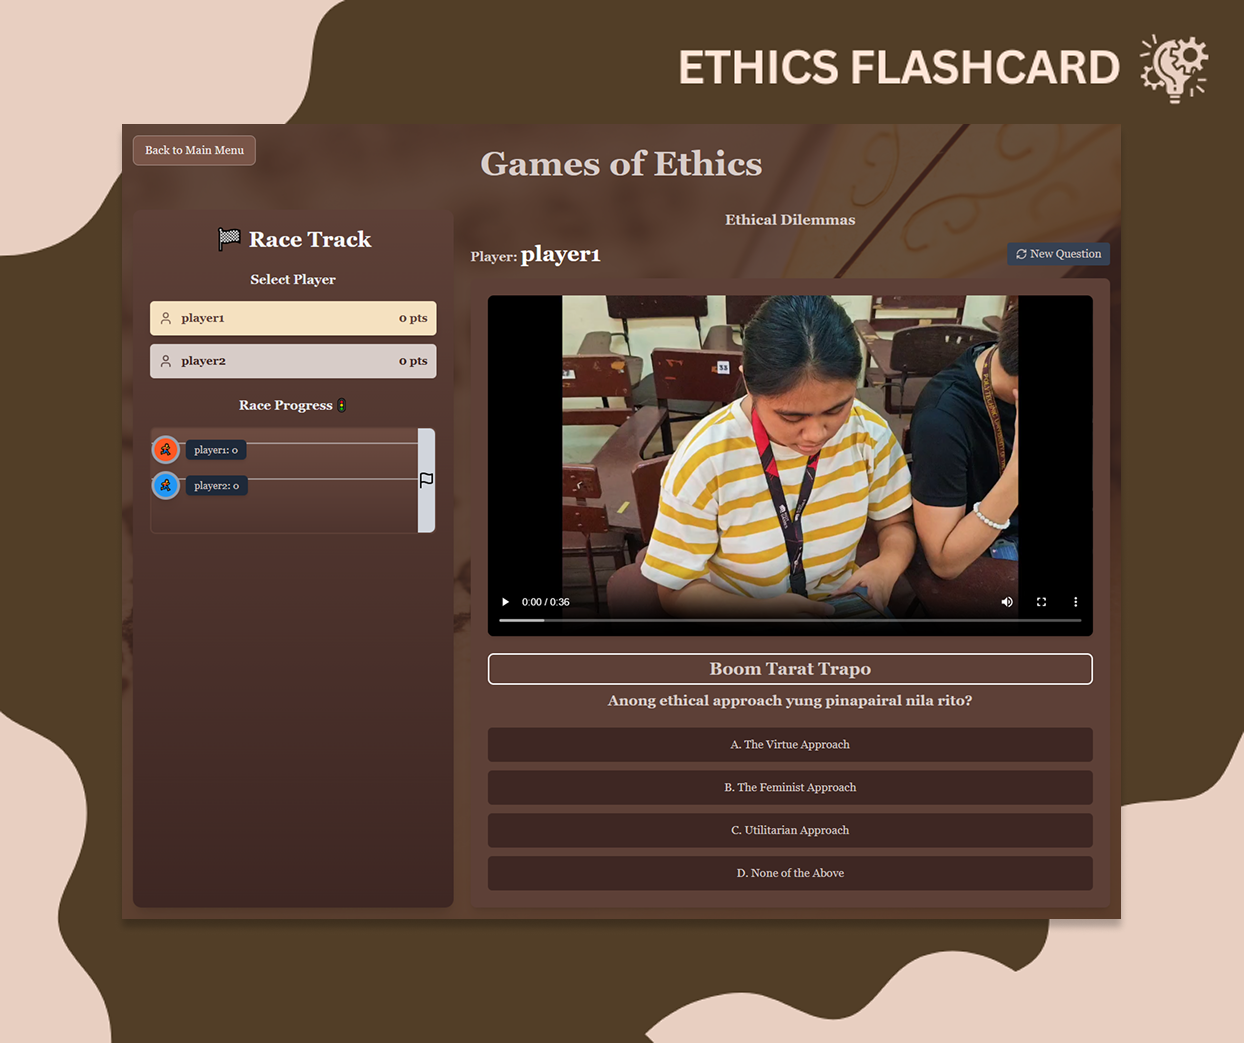 ETHICS FLASHCARD
Back to Main Menu
Games of Ethics
Race Track
Select Player
player1 0 pts
player2 0 pts
Race Progress
player1: 0
player2: 0
Ethical Dilemmas
Player: player1
New Question
33
0:00 / 0:36
Boom Tarat Trapo
Anong ethical approach yung pinapairal nila rito?
A. The Virtue Approach
B. The Feminist Approach
C. Utilitarian Approach
D. None of the Above